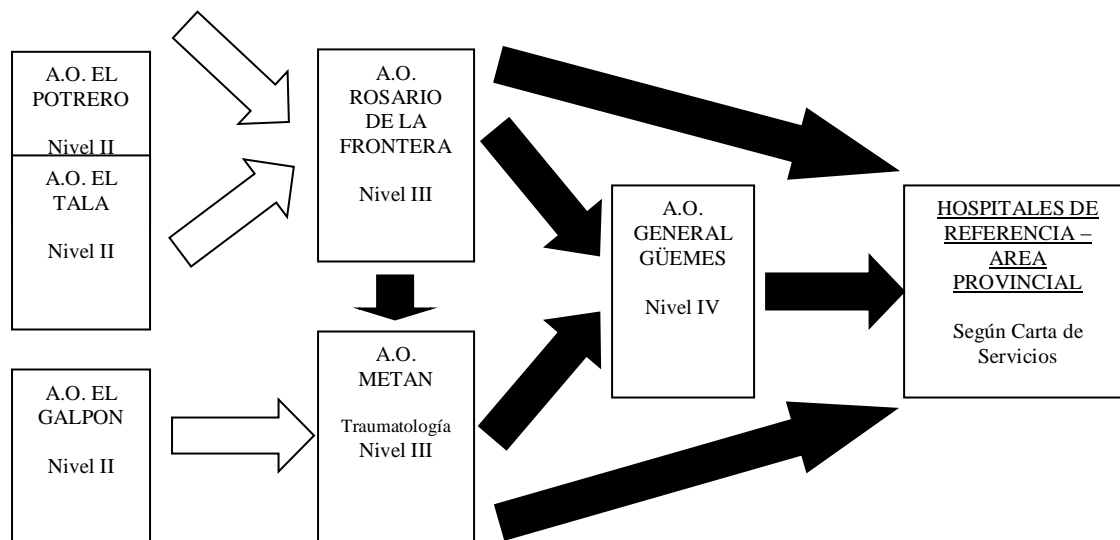 A.O. EL
POTRERO
Nivel II
A.O. EL
TALA
Nivel II
A.O. EL
GALPON
Nivel II
A.O.
ROSARIO
DE LA
FRONTERA
Nivel III
A.O.
METAN
Traumatología
Nivel III
A.O.
GENERAL
GÜEMES
Nivel IV
HOSPITALES DE
REFERENCIA –
AREA
PROVINCIAL
Según Carta de
Servicios